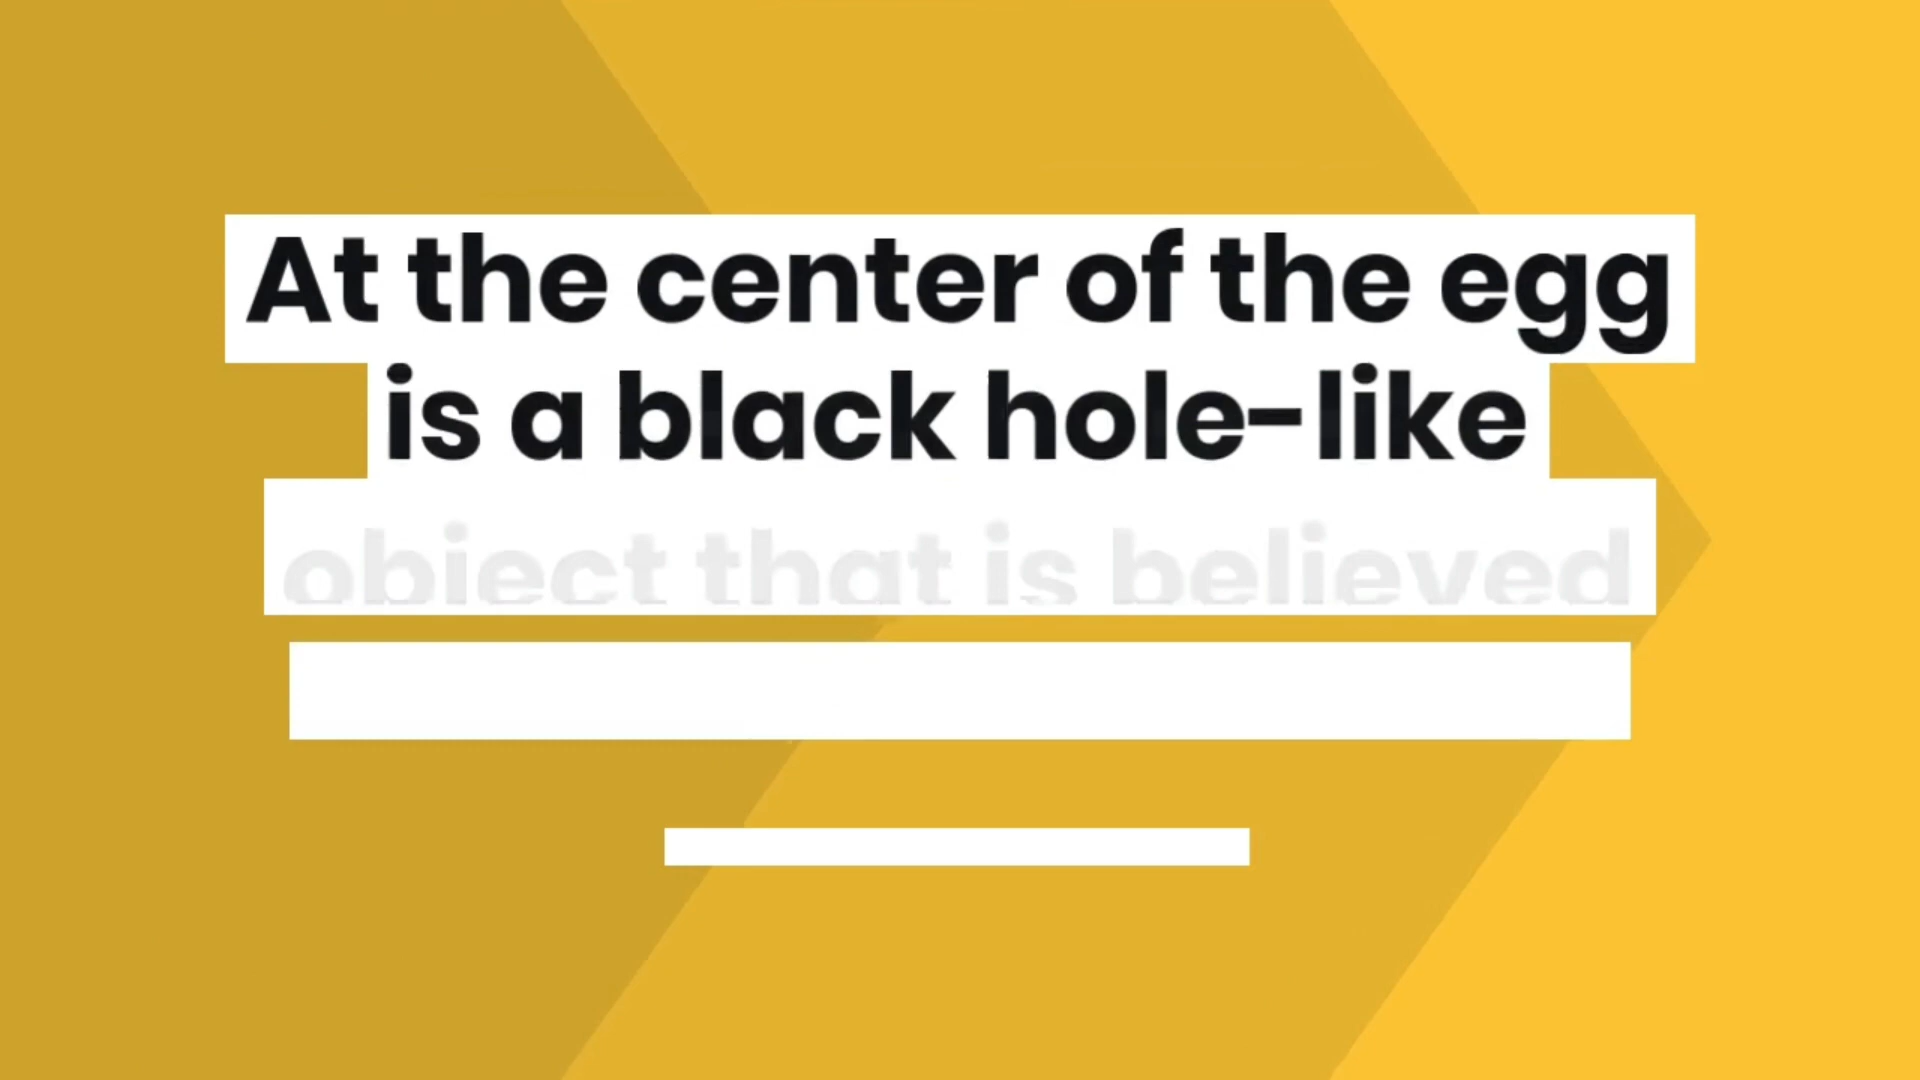 At the center of the egg
is a black hole-like
object that is believed